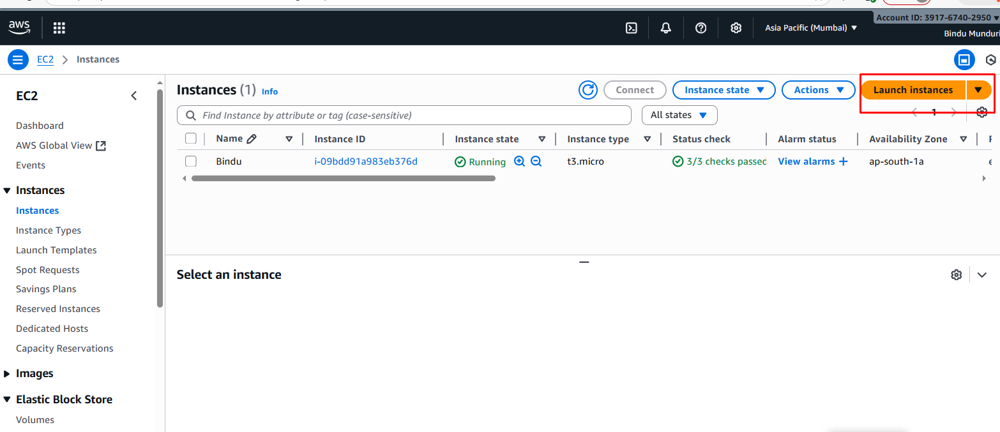 aws
Asia Pacific (Mumbai)
Account ID: 3917-6740-2950
Bindu Munduri
EC2 Instances
EC2
Dashboard
AWS Global View
Events
Instances
Instances
Instance Types
Launch Templates
Spot Requests
Savings Plans
Reserved Instances
Dedicated Hosts
Capacity Reservations
Images
Elastic Block Store
Volumes
Instances (1) Info
Connect Instance state Actions Launch instances
Find Instance by attribute or tag (case-sensitive) All states 1
Name Instance ID Instance state Instance type Status check Alarm status Availability Zone
Bindu i-09bdd91a983eb376d Running t3.micro 3/3 checks passed View alarms + ap-south-1a
Select an instance